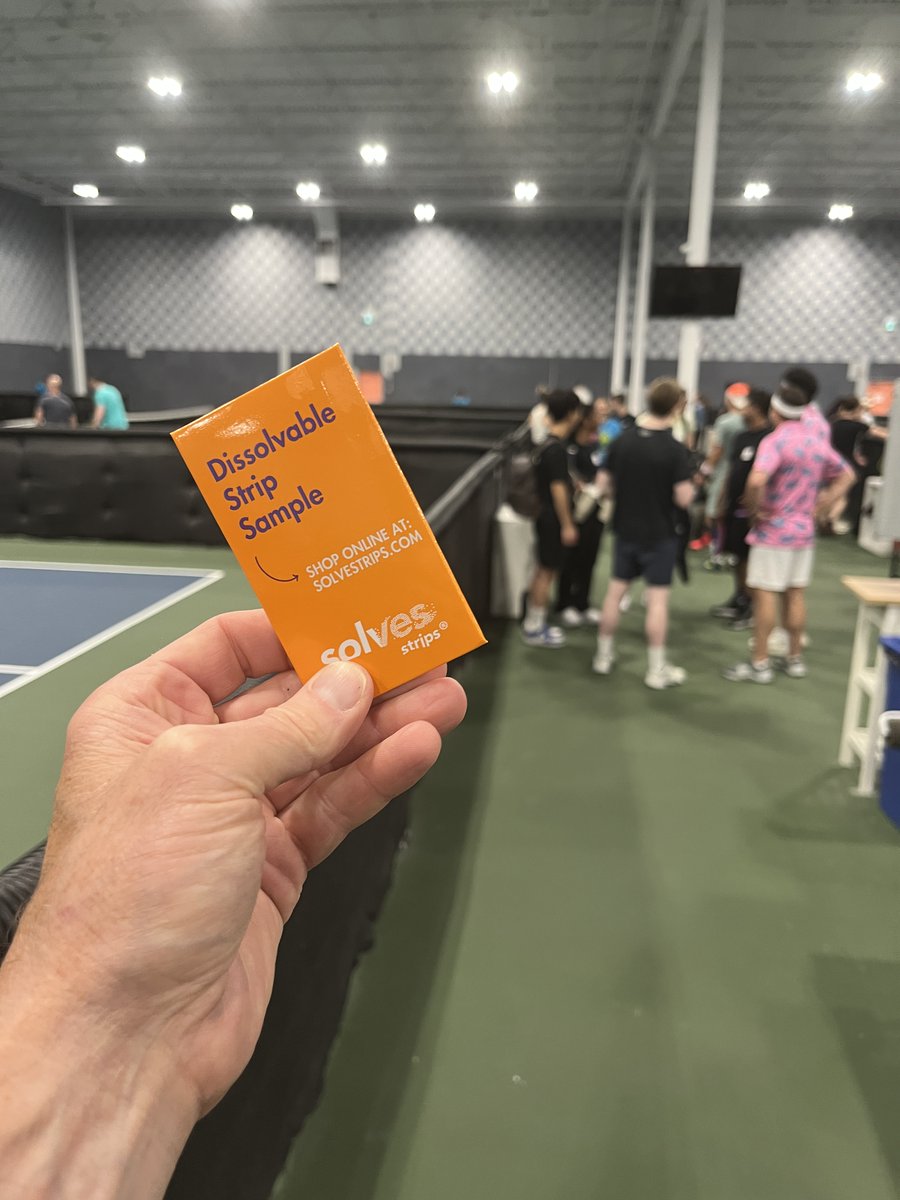 Dissolvable
Strip
Sample
SHOP ONLINE AT:
SOLVESTRIPS.COM
solves
strips®